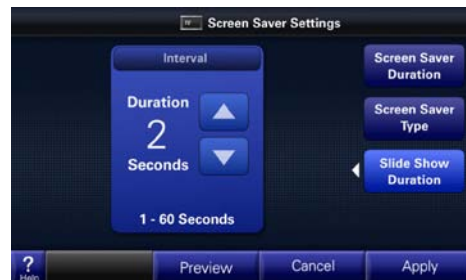 Screen Saver Settings
Interval
Duration
2
Seconds
1 - 60 Seconds
Screen Saver
Duration
Screen Saver
Type
Slide Show
Duration
?
Help
Preview
Cancel
Apply